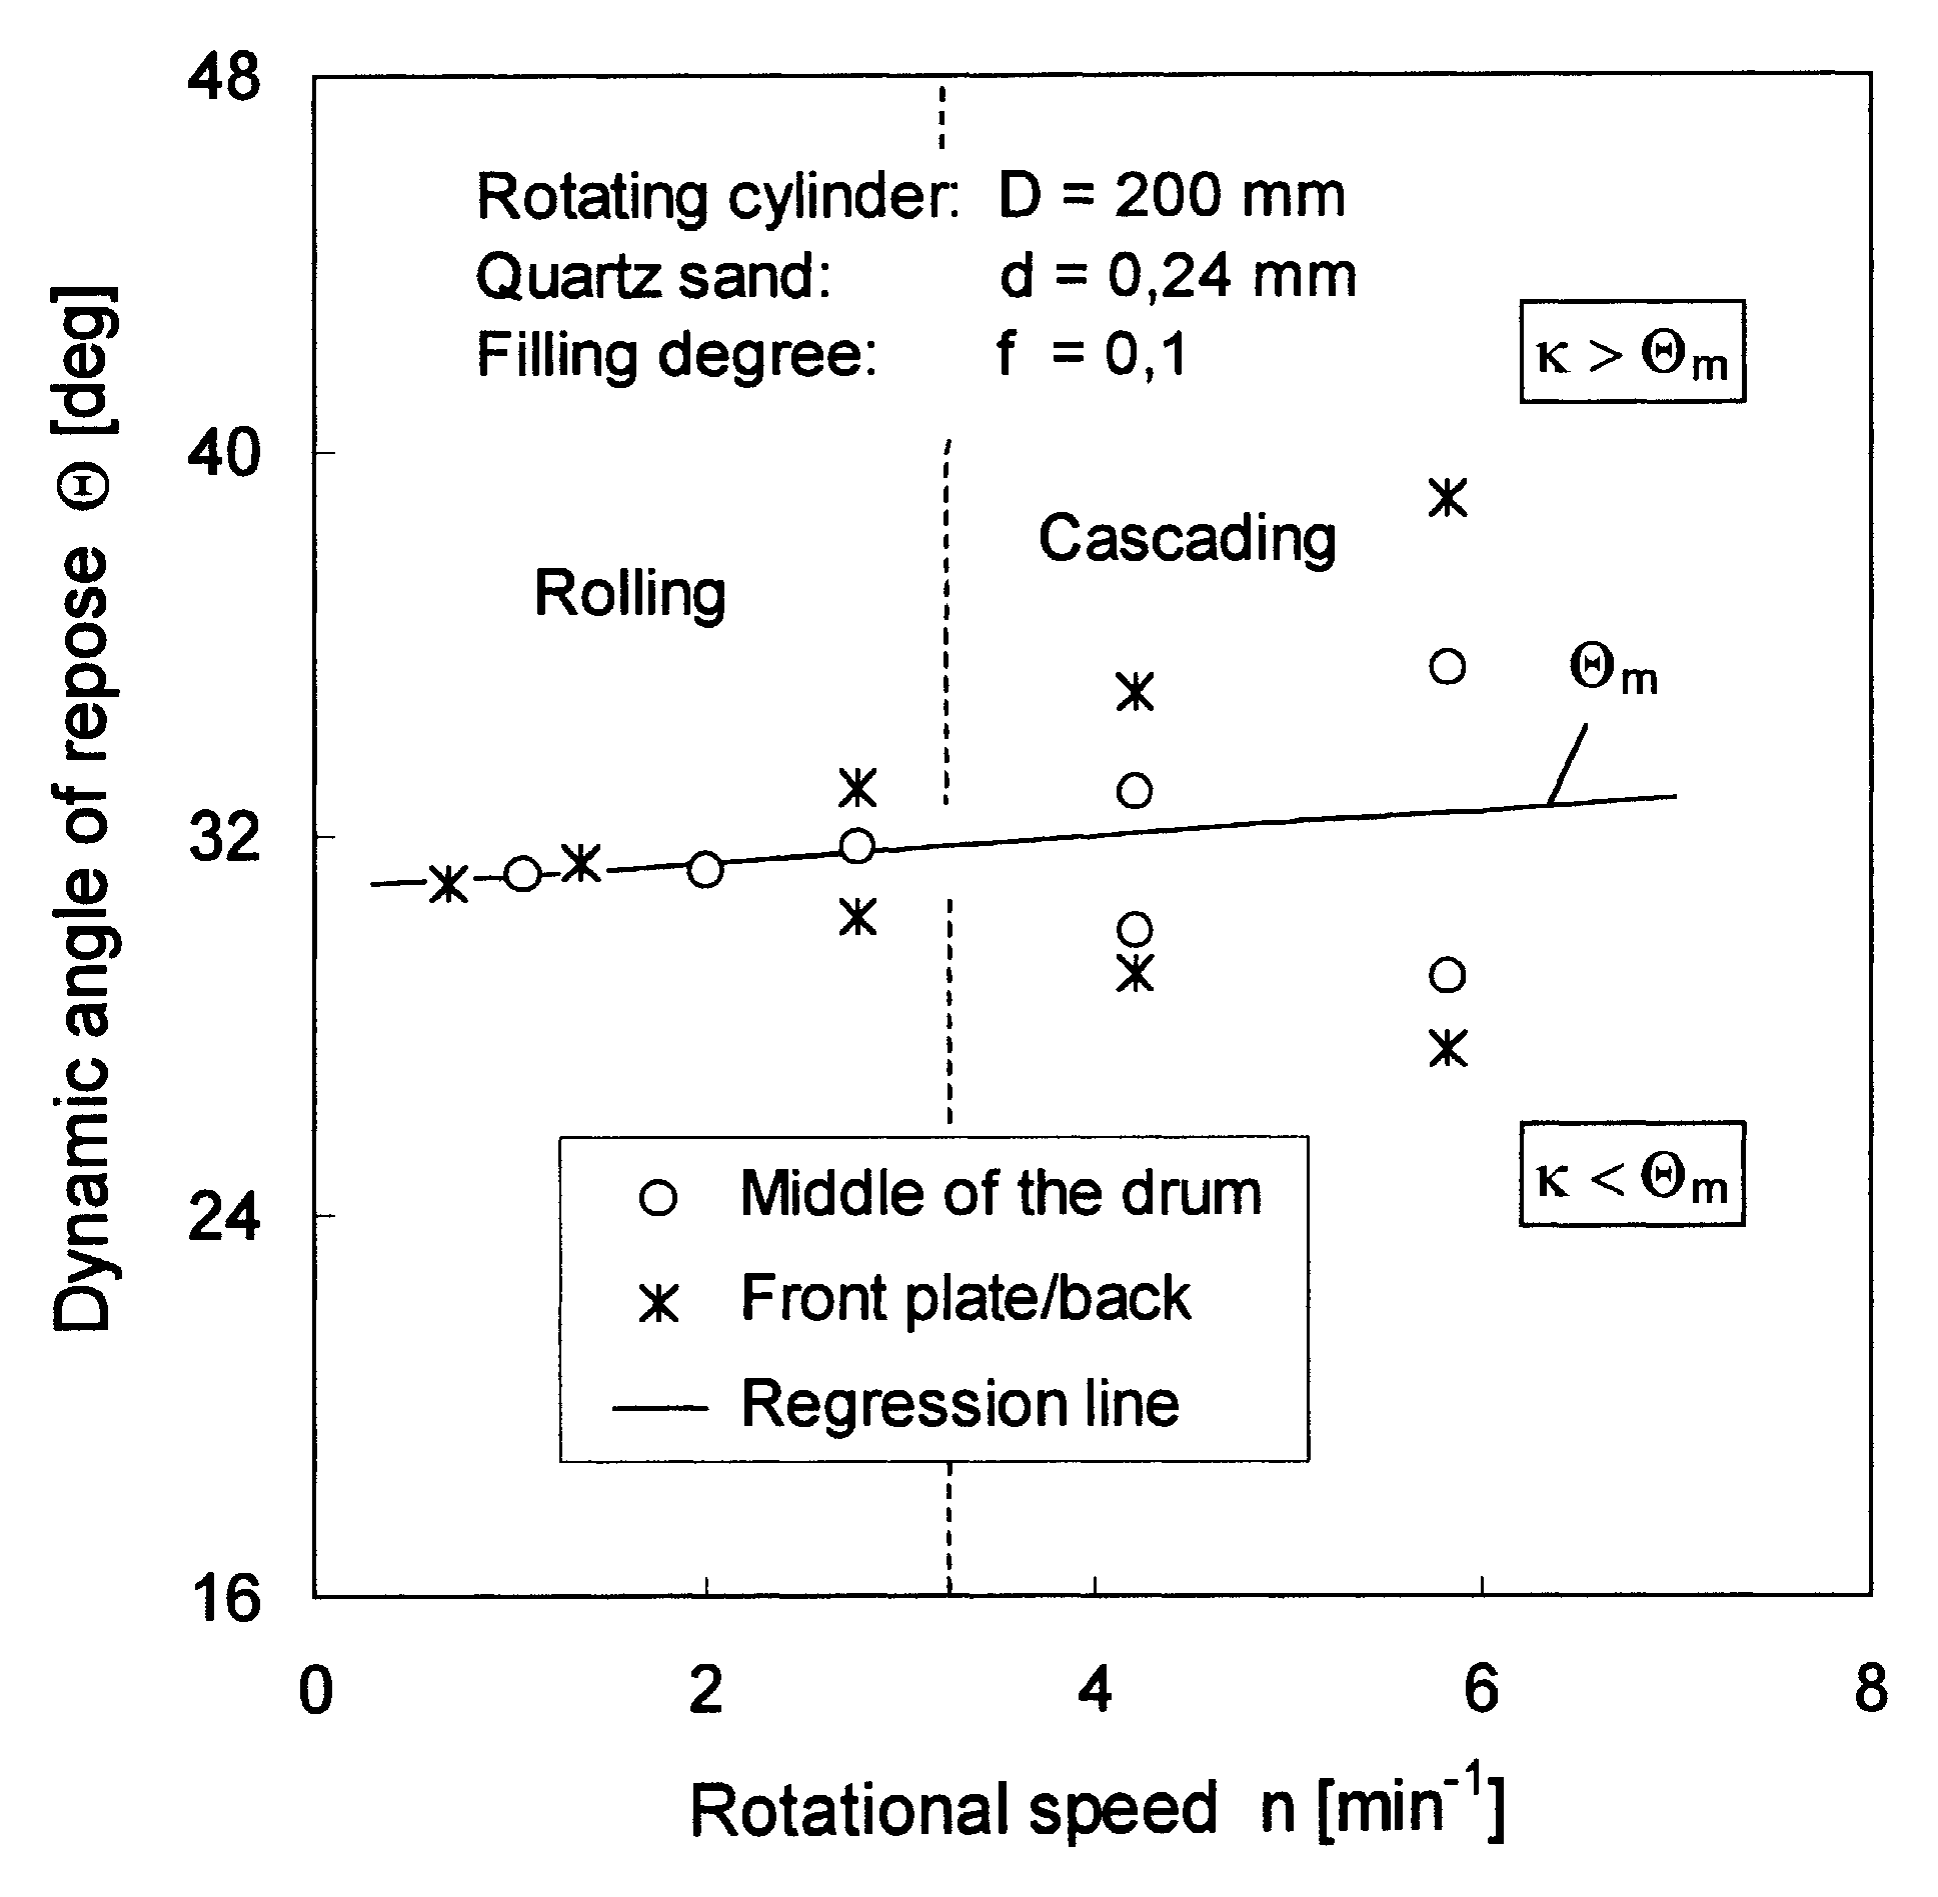 48
40
32
24
16
Dynamic angle of repose Θ [deg]
Rotating cylinder: D = 200 mm
Quartz sand: d = 0,24 mm
Filling degree: f = 0,1
κ > Θm
Cascading
Rolling
Θm
κ < Θm
Middle of the drum
Front plate/back
Regression line
0 2 4 6 8
Rotational speed n [min⁻¹]